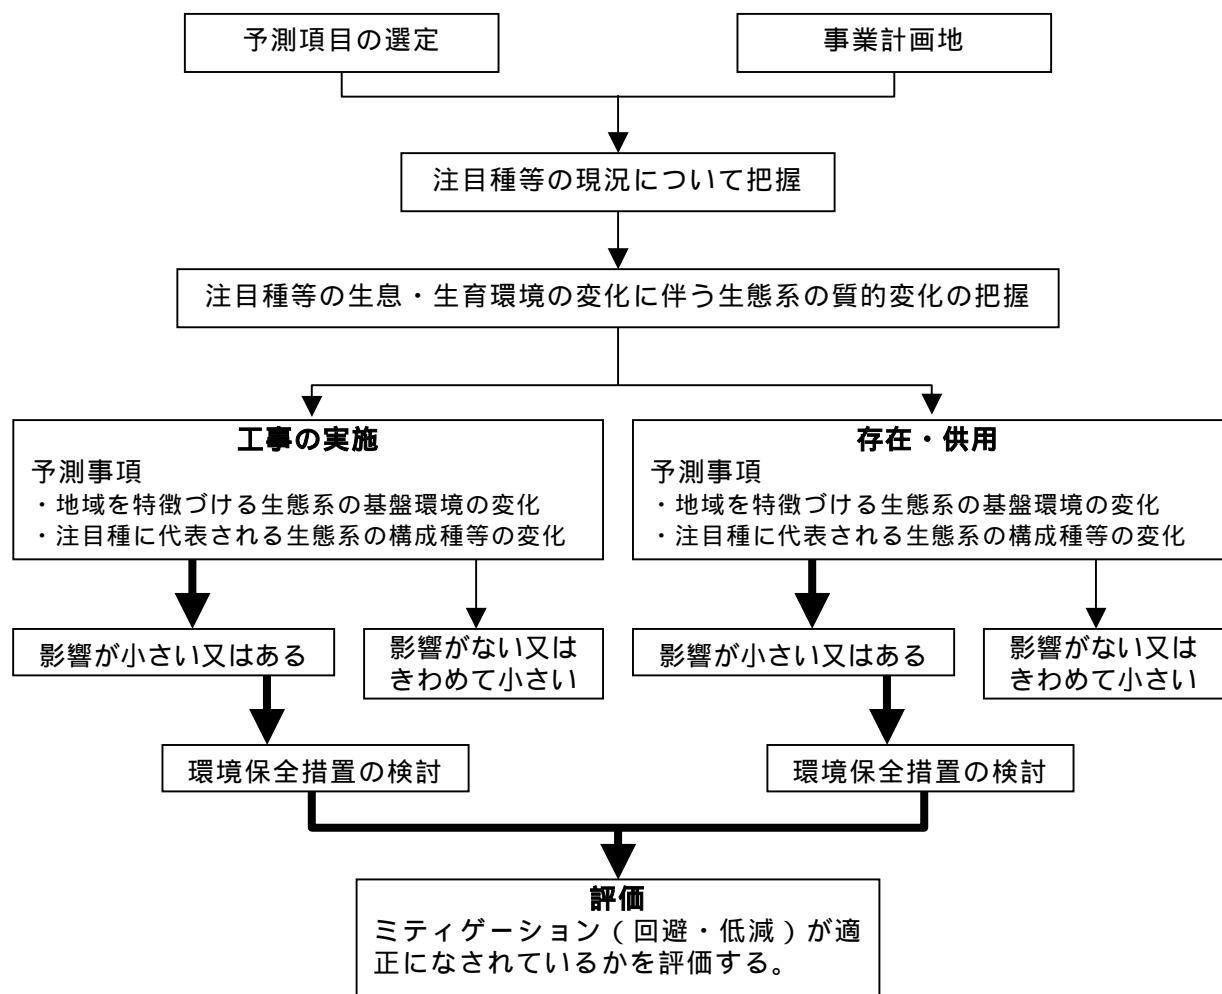 予測項目の選定
事業計画地
注目種等の現況について把握
注目種等の生息・生育環境の変化に伴う生態系の質的変化の把握
工事の実施
予測事項
・地域を特徴づける生態系の基盤環境の変化
・注目種に代表される生態系の構成種等の変化
存在・供用
予測事項
・地域を特徴づける生態系の基盤環境の変化
・注目種に代表される生態系の構成種等の変化
影響が小さい又はある
影響がない又は
きわめて小さい
影響が小さい又はある
影響がない又は
きわめて小さい
環境保全措置の検討
環境保全措置の検討
評価
ミティゲーション（回避・低減）が適
正になされているかを評価する。